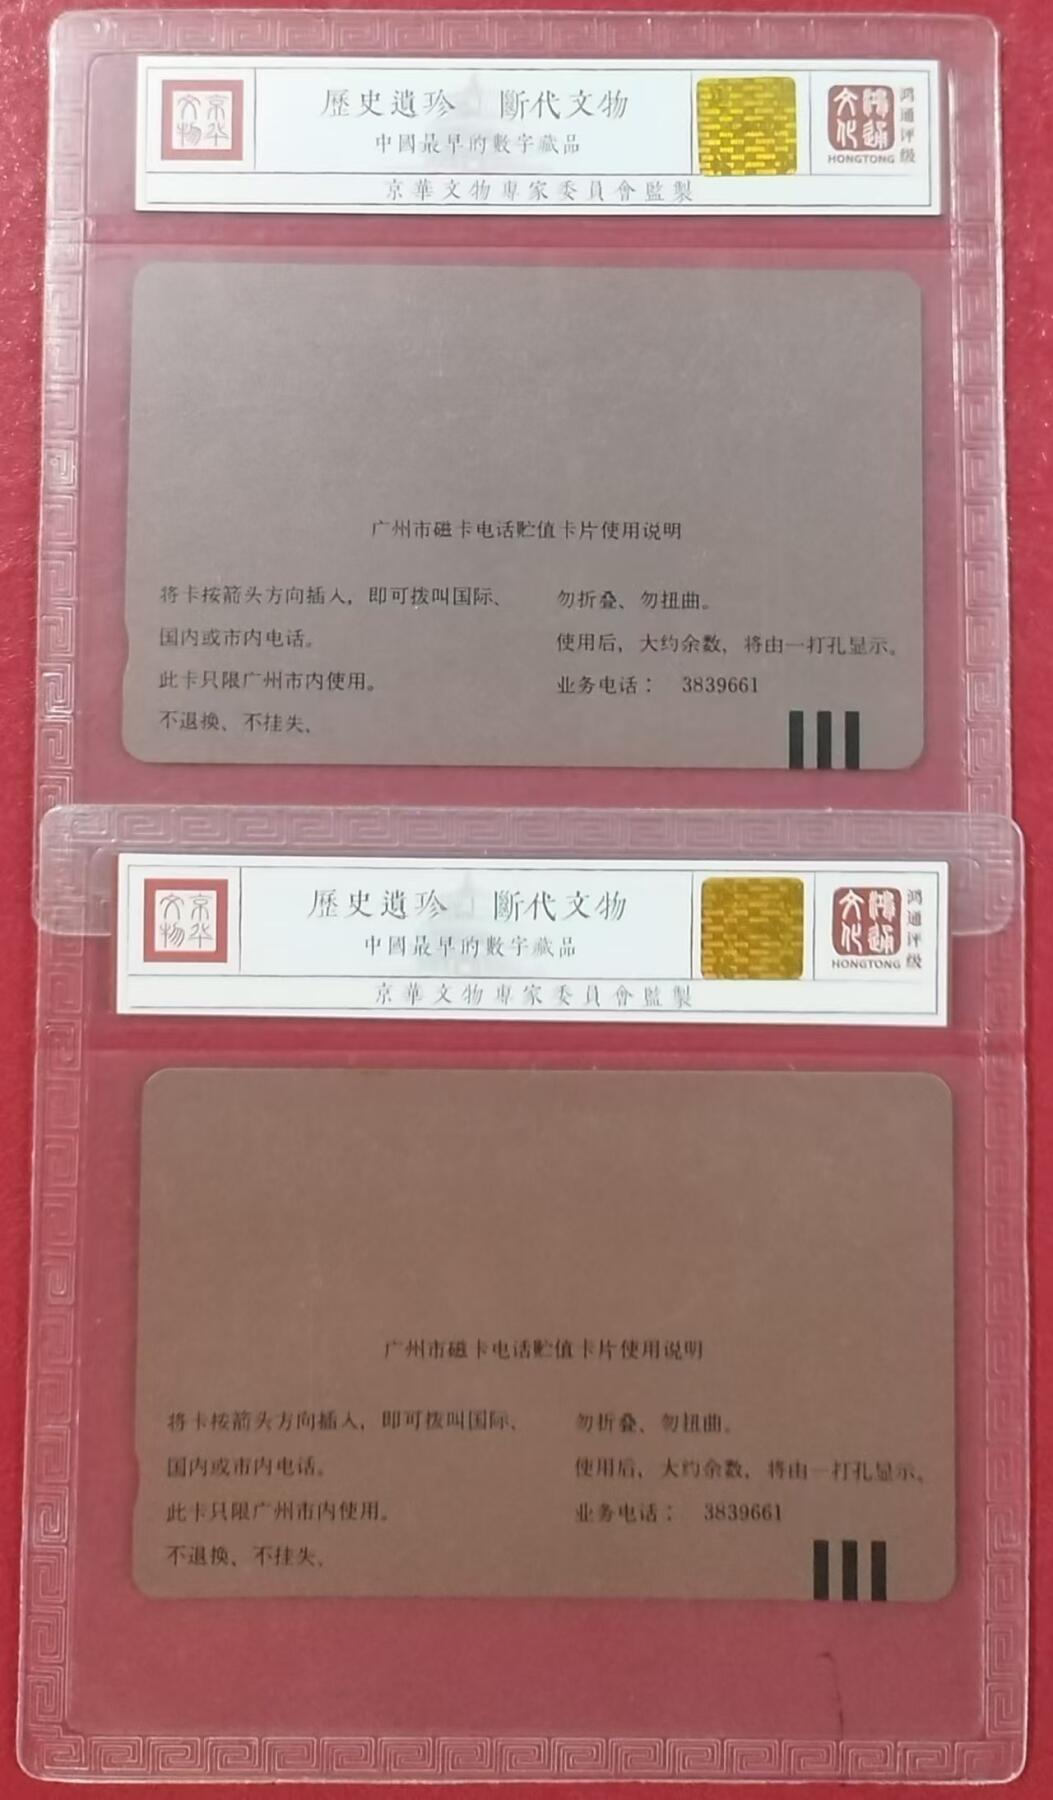 京华文物
歷史遺珍 斷代文物
中國最早的數字藏品
京華文物專家委員會監製
鸿通文化
HONGTONG
鸿通评级
广州市磁卡电话贮值卡片使用说明
将卡按箭头方向插入，即可拨叫国际、
国内或市内电话。
此卡只限广州市内使用。
不退换、不挂失、
勿折叠、勿扭曲。
使用后，大约余数，将由一打孔显示。
业务电话： 3839661
京华文物
歷史遺珍 斷代文物
中國最早的數字藏品
京華文物專家委員會監製
鸿通文化
HONGTONG
鸿通评级
广州市磁卡电话贮值卡片使用说明
将卡按箭头方向插入，即可拨叫国际、
国内或市内电话。
此卡只限广州市内使用。
不退换、不挂失、
勿折叠、勿扭曲。
使用后，大约余数，将由一打孔显示。
业务电话： 3839661